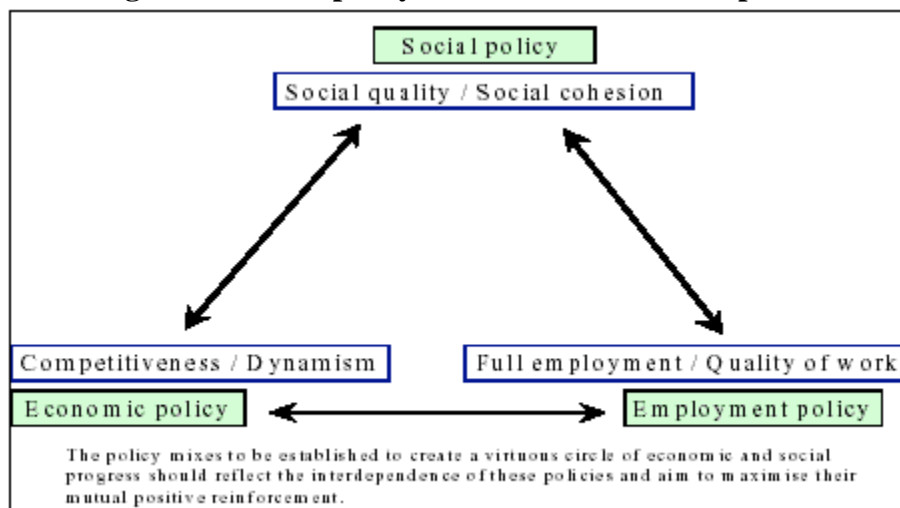 Social policy
Social quality / Social cohesion
Competitiveness / Dynamism
Full employment / Quality of work
Economic policy
Employment policy
The policy mixes to be established to create a virtuous circle of economic and social
progress should reflect the interdependence of these policies and aim to maximise their
mutual positive reinforcement.